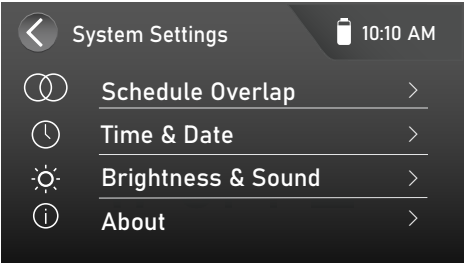 System Settings
10:10 AM
Schedule Overlap
Time & Date
Brightness & Sound
About